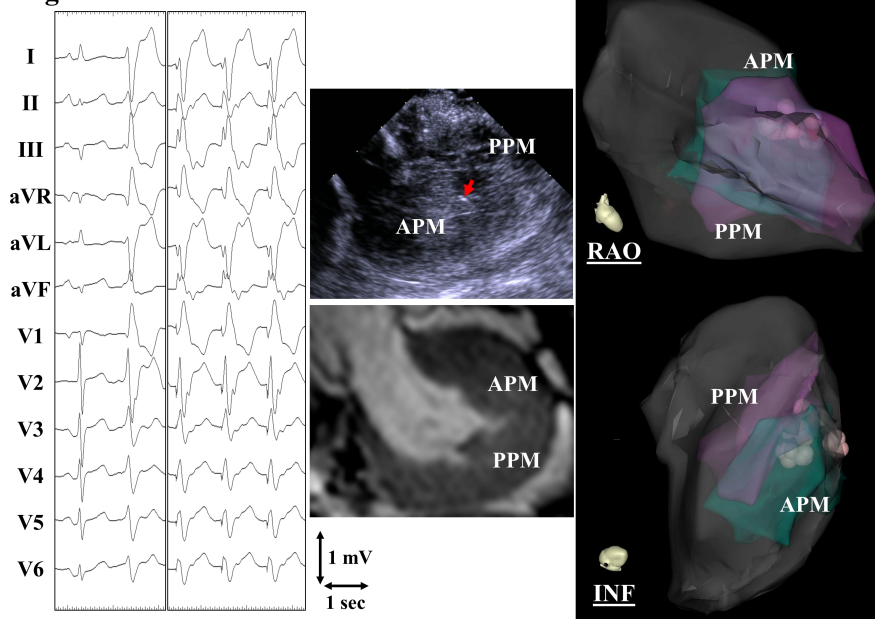 I
II
III
aVR
aVL
aVF
V1
V2
V3
V4
V5
V6
1 mV
1 sec
PPM
APM
APM
PPM
APM
PPM
RAO
PPM
APM
INF